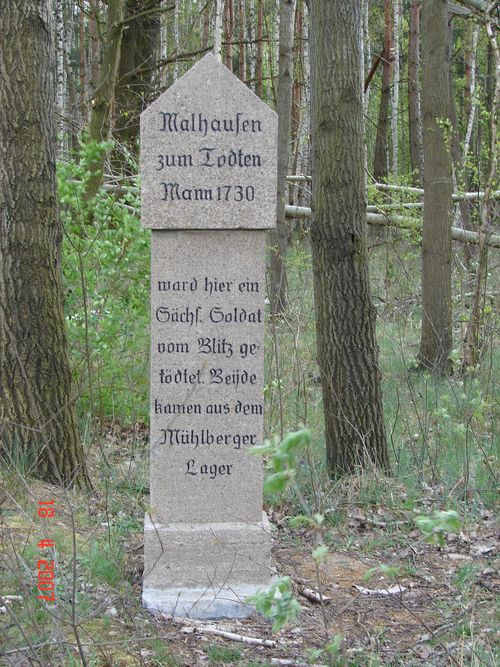 Malhauſen
zum Todten
Mann 1730
ward hier ein
Sächſ. Soldat
vom Blitz ge-
tödtet. Beyde
kamen aus dem
Mühlberger
Lager
18 4 2007